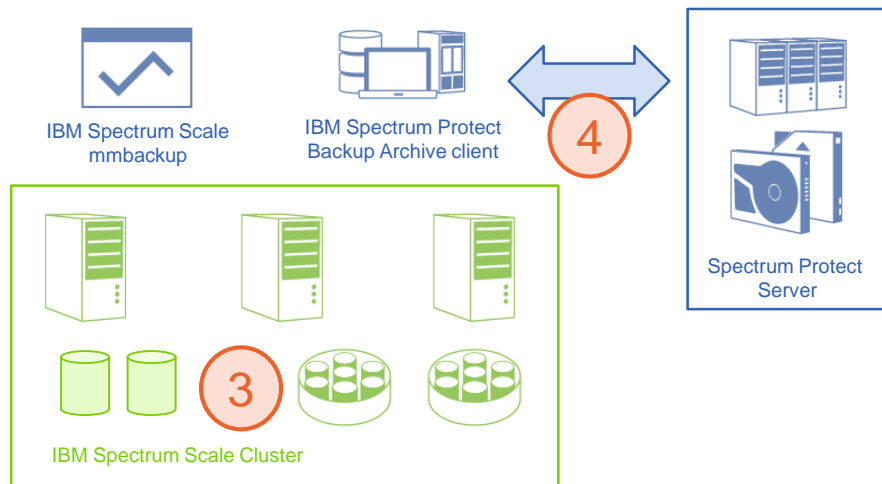 IBM Spectrum Scale
mmbackup
IBM Spectrum Protect
Backup Archive client
4
Spectrum Protect
Server
3
IBM Spectrum Scale Cluster